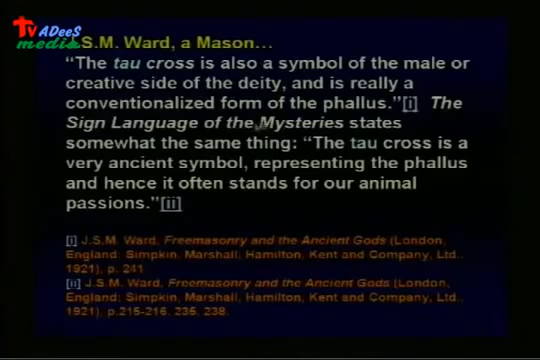 TV ADeeS
media
J.S.M. Ward, a Mason…
“The tau cross is also a symbol of the male or
creative side of the deity, and is really a
conventionalized form of the phallus.”[i]  The
Sign Language of the Mysteries states
somewhat the same thing: “The tau cross is a
very ancient symbol, representing the phallus
and hence it often stands for our animal
passions.”[ii]
[i] J.S.M. Ward, Freemasonry and the Ancient Gods (London,
England: Simpkin, Marshall, Hamilton, Kent and Company, Ltd.,
1921), p. 241
[ii] J.S.M. Ward, Freemasonry and the Ancient Gods (London,
England: Simpkin, Marshall, Hamilton, Kent and Company, Ltd.,
1921), p.215-216, 235, 238.